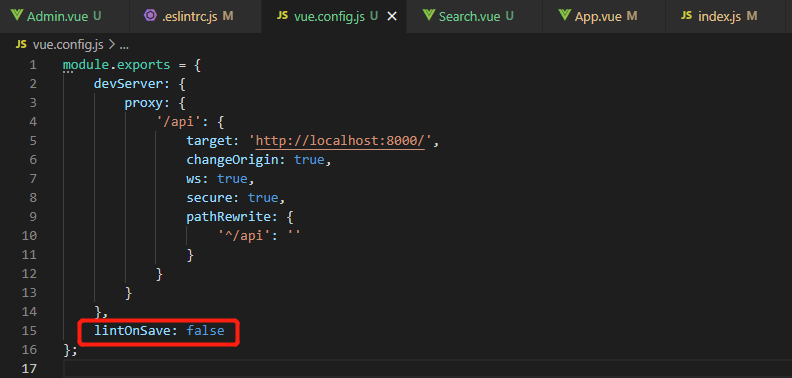 Admin.vue U .eslintrc.js M JS vue.config.js U Search.vue U App.vue M JS index.js M
JS vue.config.js > ...
1 module.exports = {
2 devServer: {
3 proxy: {
4 '/api': {
5 target: 'http://localhost:8000/',
6 changeOrigin: true,
7 ws: true,
8 secure: true,
9 pathRewrite: {
10 '^/api': ''
11 }
12 }
13 }
14 },
15 lintOnSave: false
16 };
17